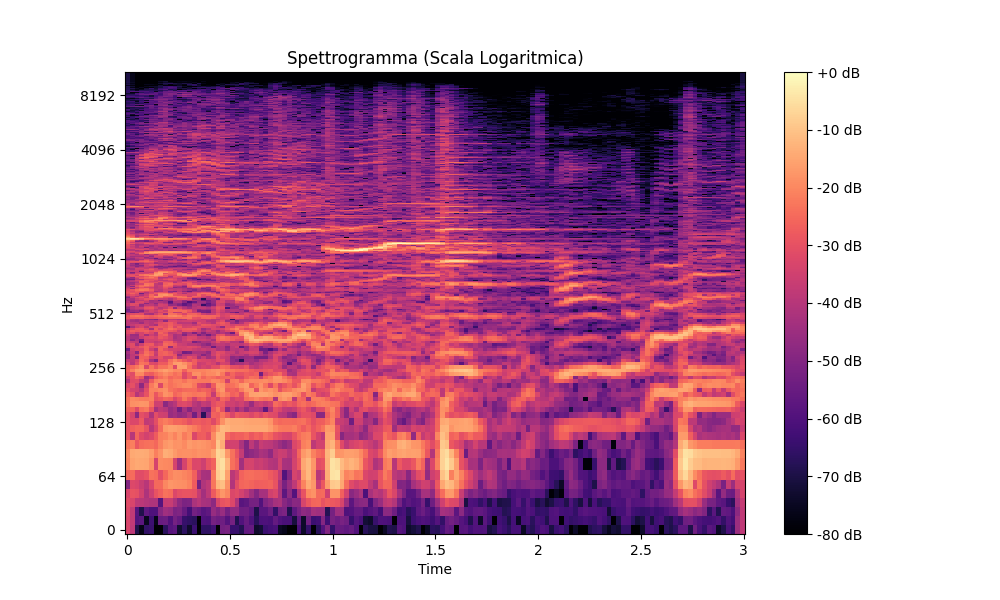 Spettrogramma (Scala Logaritmica)
8192
4096
2048
1024
512
256
128
64
0
Hz
0
0.5
1
1.5
2
2.5
3
Time
+0 dB
-10 dB
-20 dB
-30 dB
-40 dB
-50 dB
-60 dB
-70 dB
-80 dB